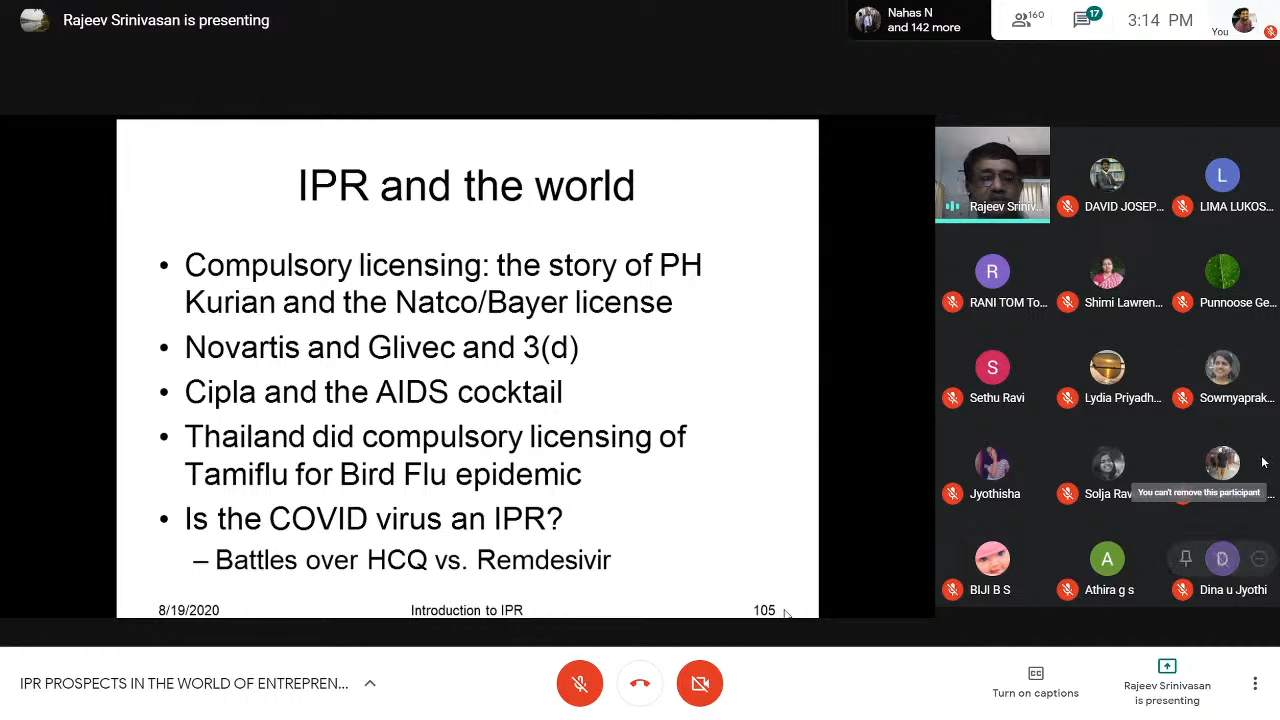 Rajeev Srinivasan is presenting
Nahas N
and 142 more
160
17
3:14 PM
You
IPR and the world
• Compulsory licensing: the story of PH
Kurian and the Natco/Bayer license
• Novartis and Glivec and 3(d)
• Cipla and the AIDS cocktail
• Thailand did compulsory licensing of
Tamiflu for Bird Flu epidemic
• Is the COVID virus an IPR?
– Battles over HCQ vs. Remdesivir
8/19/2020 Introduction to IPR 105
Rajeev Sriniv...
DAVID JOSEP...
L
LIMA LUKOS...
R
RANI TOM To...
Shimi Lawren...
Punnoose Ge...
S
Sethu Ravi
Lydia Priyadh...
Sowmyaprak...
Jyothisha
Solja Rav
You can't remove this participant
BIJI B S
A
Athira g s
D
Dina u Jyothi
IPR PROSPECTS IN THE WORLD OF ENTREPREN...
CC
Turn on captions
Rajeev Srinivasan
is presenting